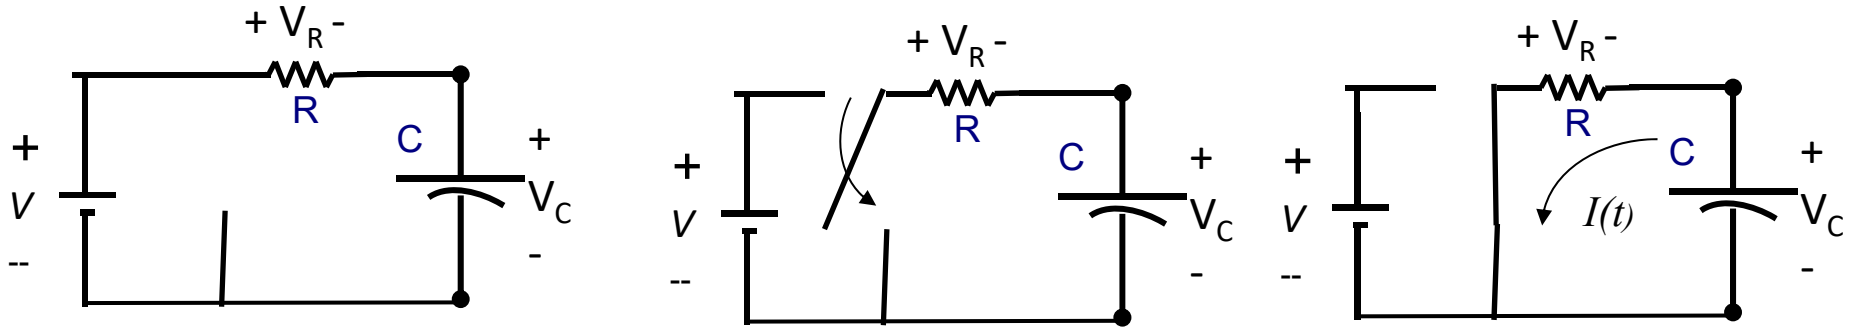 + V_R -
R
C
+
V
--
+
V_C
-
+ V_R -
R
C
+
V
--
+
V_C
-
+ V_R -
R
C
+
V
--
I(t)
+
V_C
-